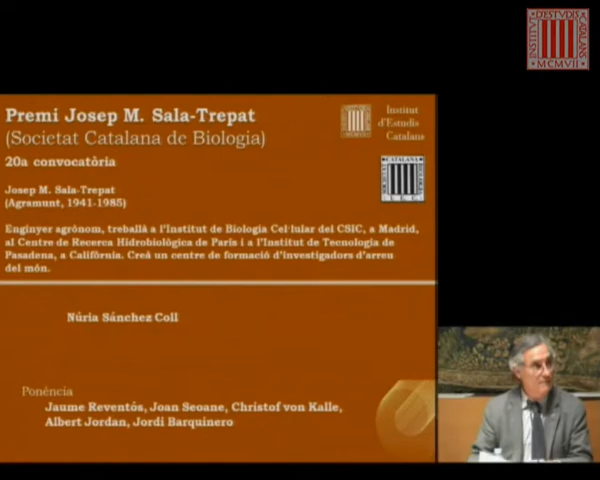 INSTITVT D'ESTVDIS CATALANS
MCMVII
Premi Josep M. Sala-Trepat
(Societat Catalana de Biologia)
20a convocatòria
Institut
d'Estudis
Catalans
Josep M. Sala-Trepat
(Agramunt, 1941-1985)
Enginyer agrònom, treballà a l'Institut de Biologia Cel·lular del CSIC, a Madrid,
al Centre de Recerca Hidrobiològica de París i a l'Institut de Tecnologia de
Pasadena, a Califòrnia. Creà un centre de formació d'investigadors d'arreu
del món.
Núria Sánchez Coll
Ponència
Jaume Reventós, Joan Seoane, Christof von Kalle,
Albert Jordan, Jordi Barquinero